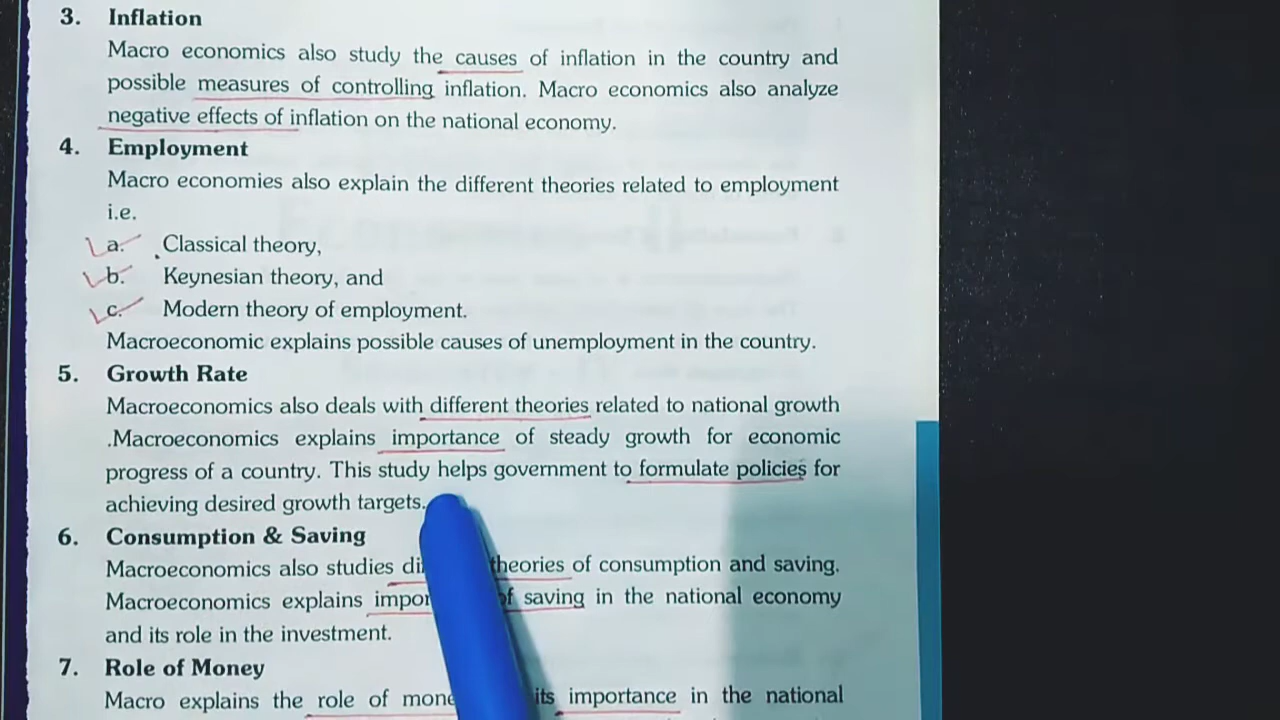 3. Inflation
Macro economics also study the causes of inflation in the country and
possible measures of controlling inflation. Macro economics also analyze
negative effects of inflation on the national economy.
4. Employment
Macro economies also explain the different theories related to employment
i.e.
a. Classical theory,
b. Keynesian theory, and
c. Modern theory of employment.
Macroeconomic explains possible causes of unemployment in the country.
5. Growth Rate
Macroeconomics also deals with different theories related to national growth
.Macroeconomics explains importance of steady growth for economic
progress of a country. This study helps government to formulate policies for
achieving desired growth targets.
6. Consumption & Saving
Macroeconomics also studies theories of consumption and saving.
Macroeconomics explains of saving in the national economy
and its role in the investment.
7. Role of Money
Macro explains the role of its importance in the national